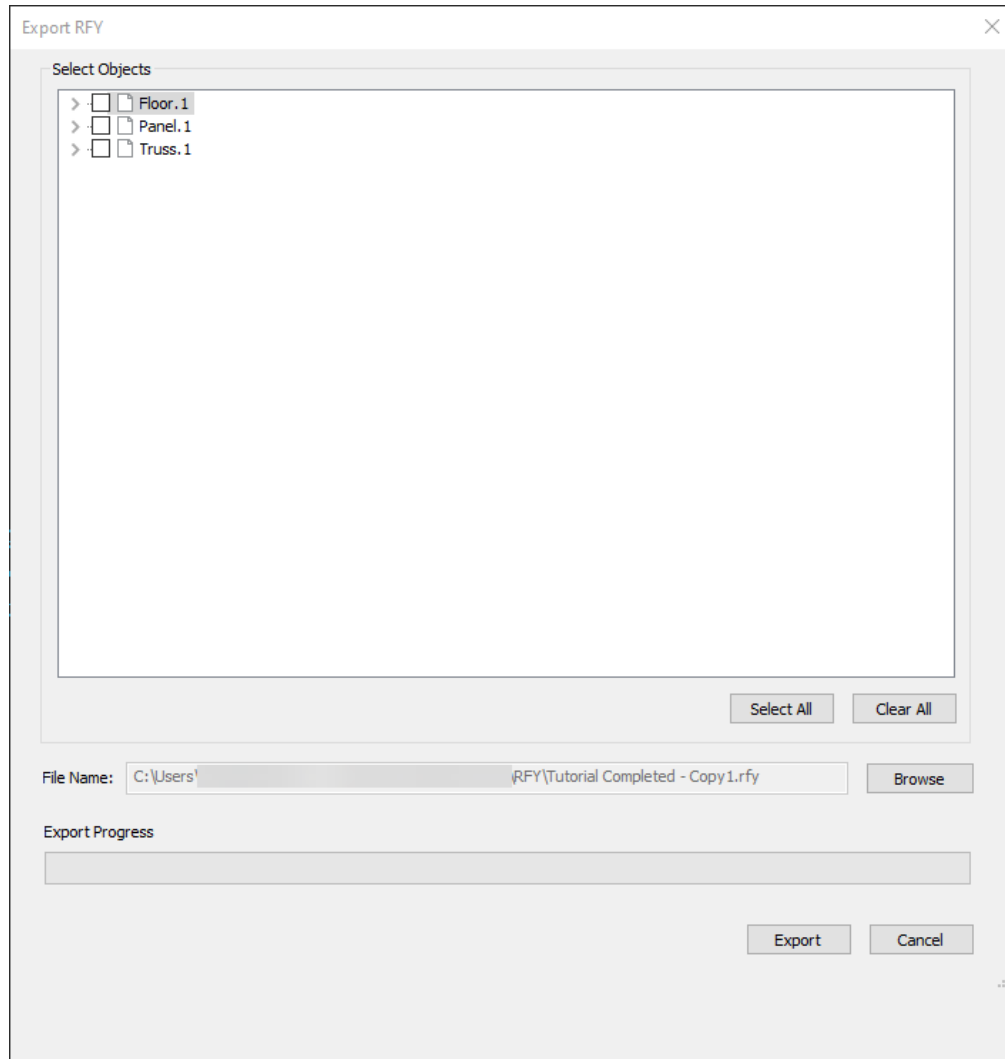 Export RFY
Select Objects
Floor.1
Panel.1
Truss.1
Select All Clear All
File Name: C:\Users\ \RFY\Tutorial Completed - Copy1.rfy Browse
Export Progress
Export Cancel